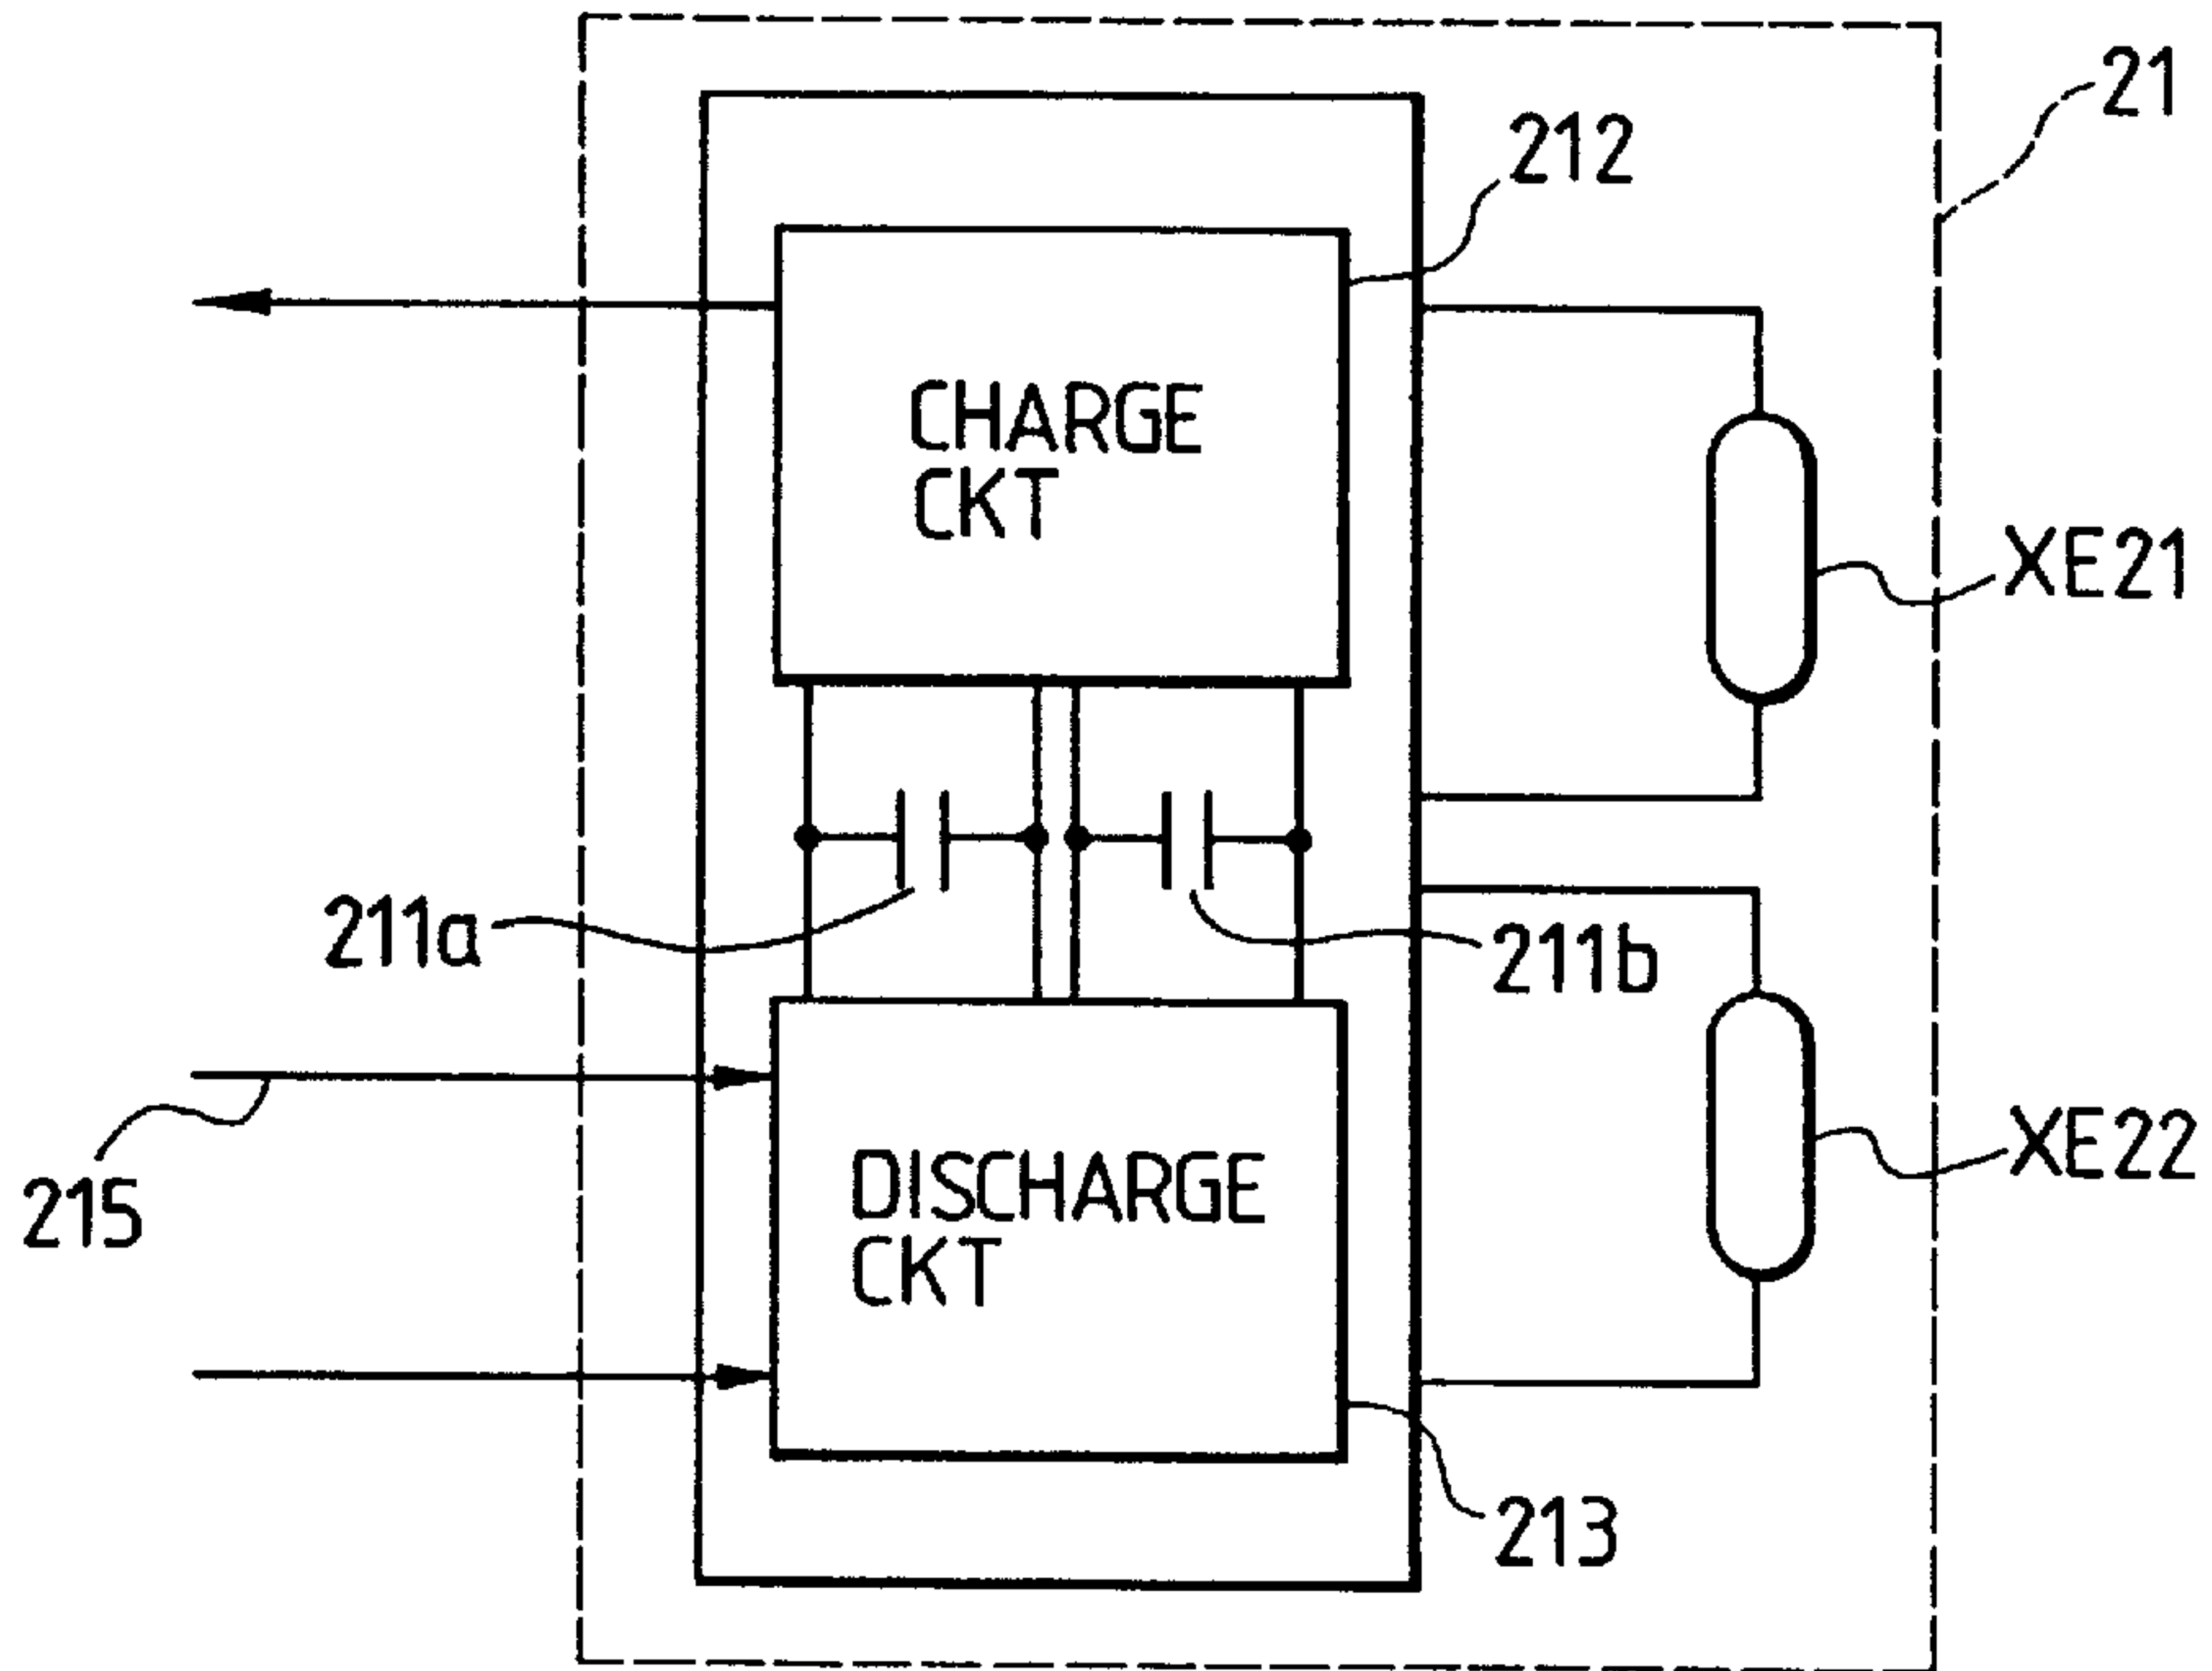 21
212
CHARGE
CKT
XE21
211a
211b
215
DISCHARGE
CKT
XE22
213